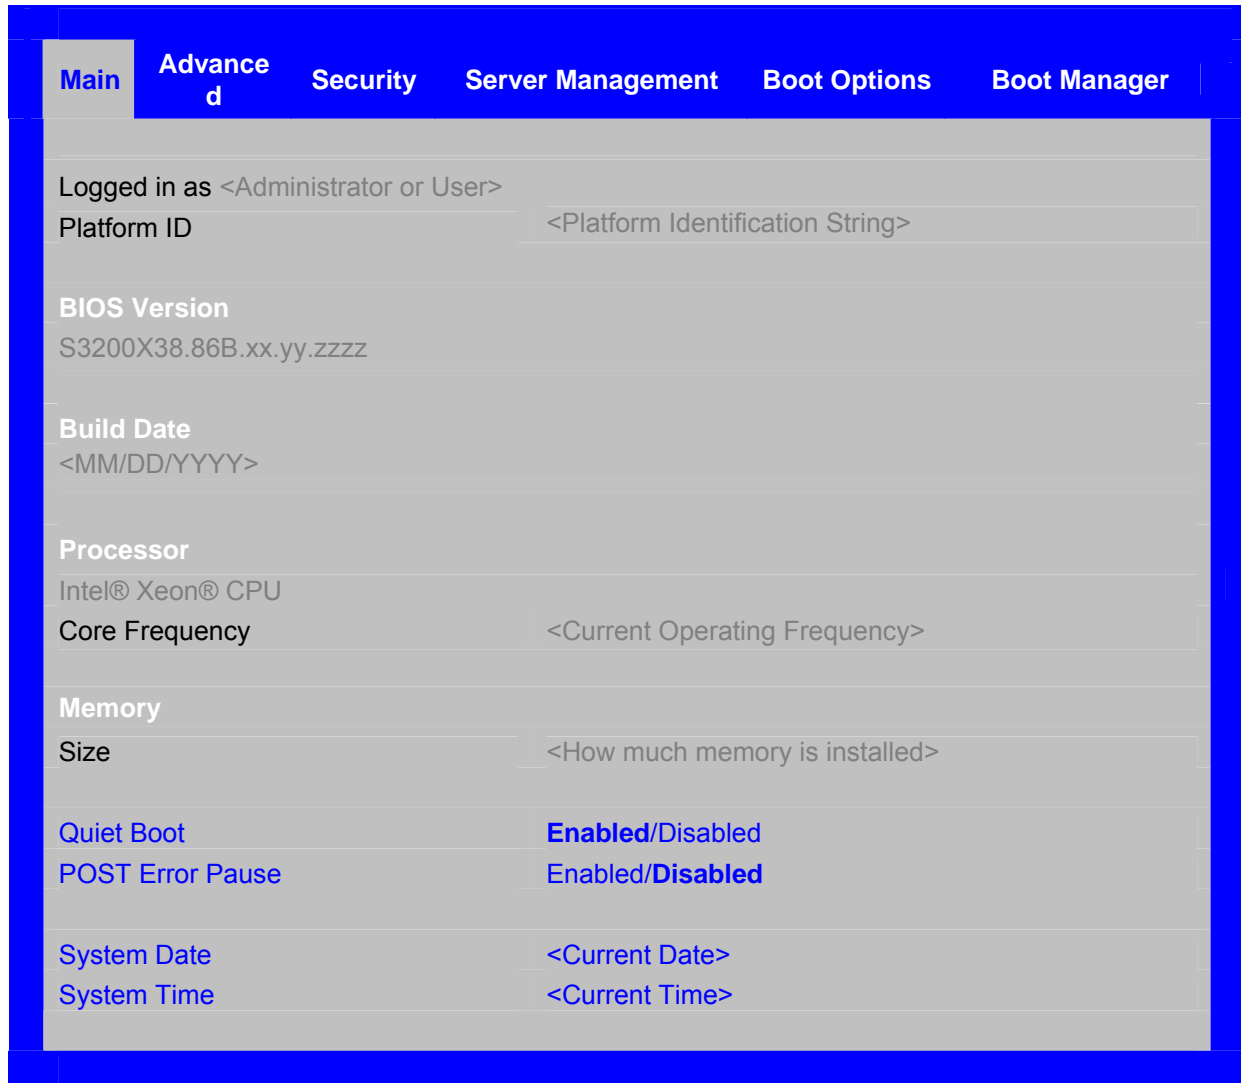 Main Advance
d Security Server Management Boot Options Boot Manager
Logged in as <Administrator or User>
Platform ID <Platform Identification String>
BIOS Version
S3200X38.86B.xx.yy.zzzz
Build Date
<MM/DD/YYYY>
Processor
Intel® Xeon® CPU
Core Frequency <Current Operating Frequency>
Memory
Size <How much memory is installed>
Quiet Boot Enabled/Disabled
POST Error Pause Enabled/Disabled
System Date <Current Date>
System Time <Current Time>